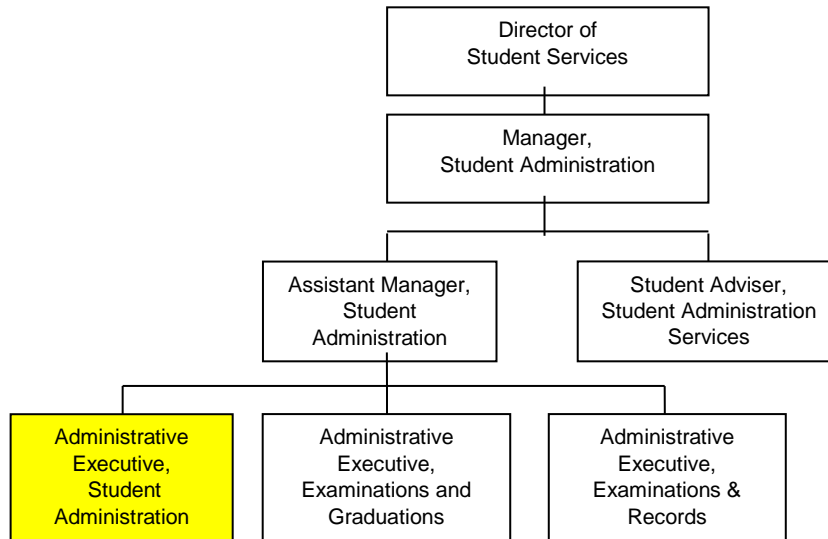 Director of
Student Services
Manager,
Student Administration
Assistant Manager,
Student
Administration
Student Adviser,
Student Administration
Services
Administrative
Executive,
Student
Administration
Administrative
Executive,
Examinations and
Graduations
Administrative
Executive,
Examinations &
Records